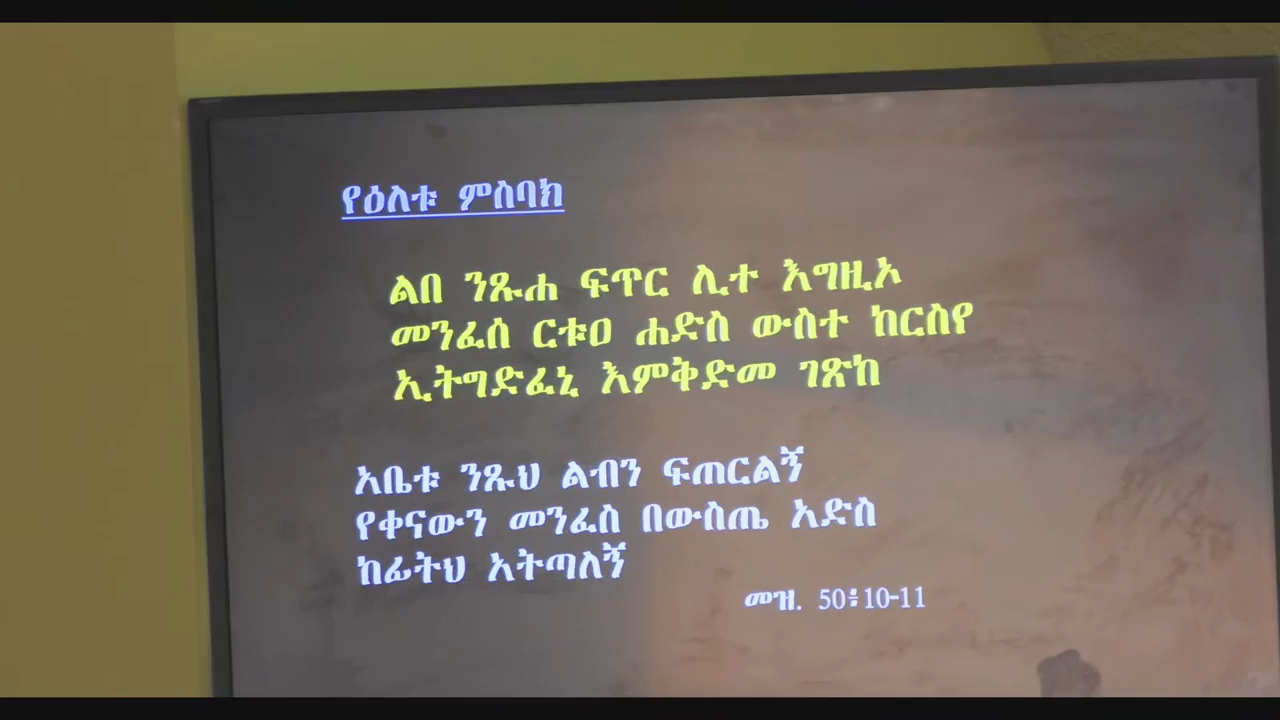 የዕለቱ ምስባክ
ልበ ንጹሐ ፍጥር ሊተ እግዚኦ
መንፈሰ ርቱዐ ሐድስ ውስተ ከርስየ
ኢትግድፈኒ እምቅድመ ገጽከ
አቤቱ ንጹህ ልብን ፍጠርልኝ
የቀናውን መንፈስ በውስጤ አድስ
ከፊትህ አትጣለኝ
መዝ. 50፥10-11